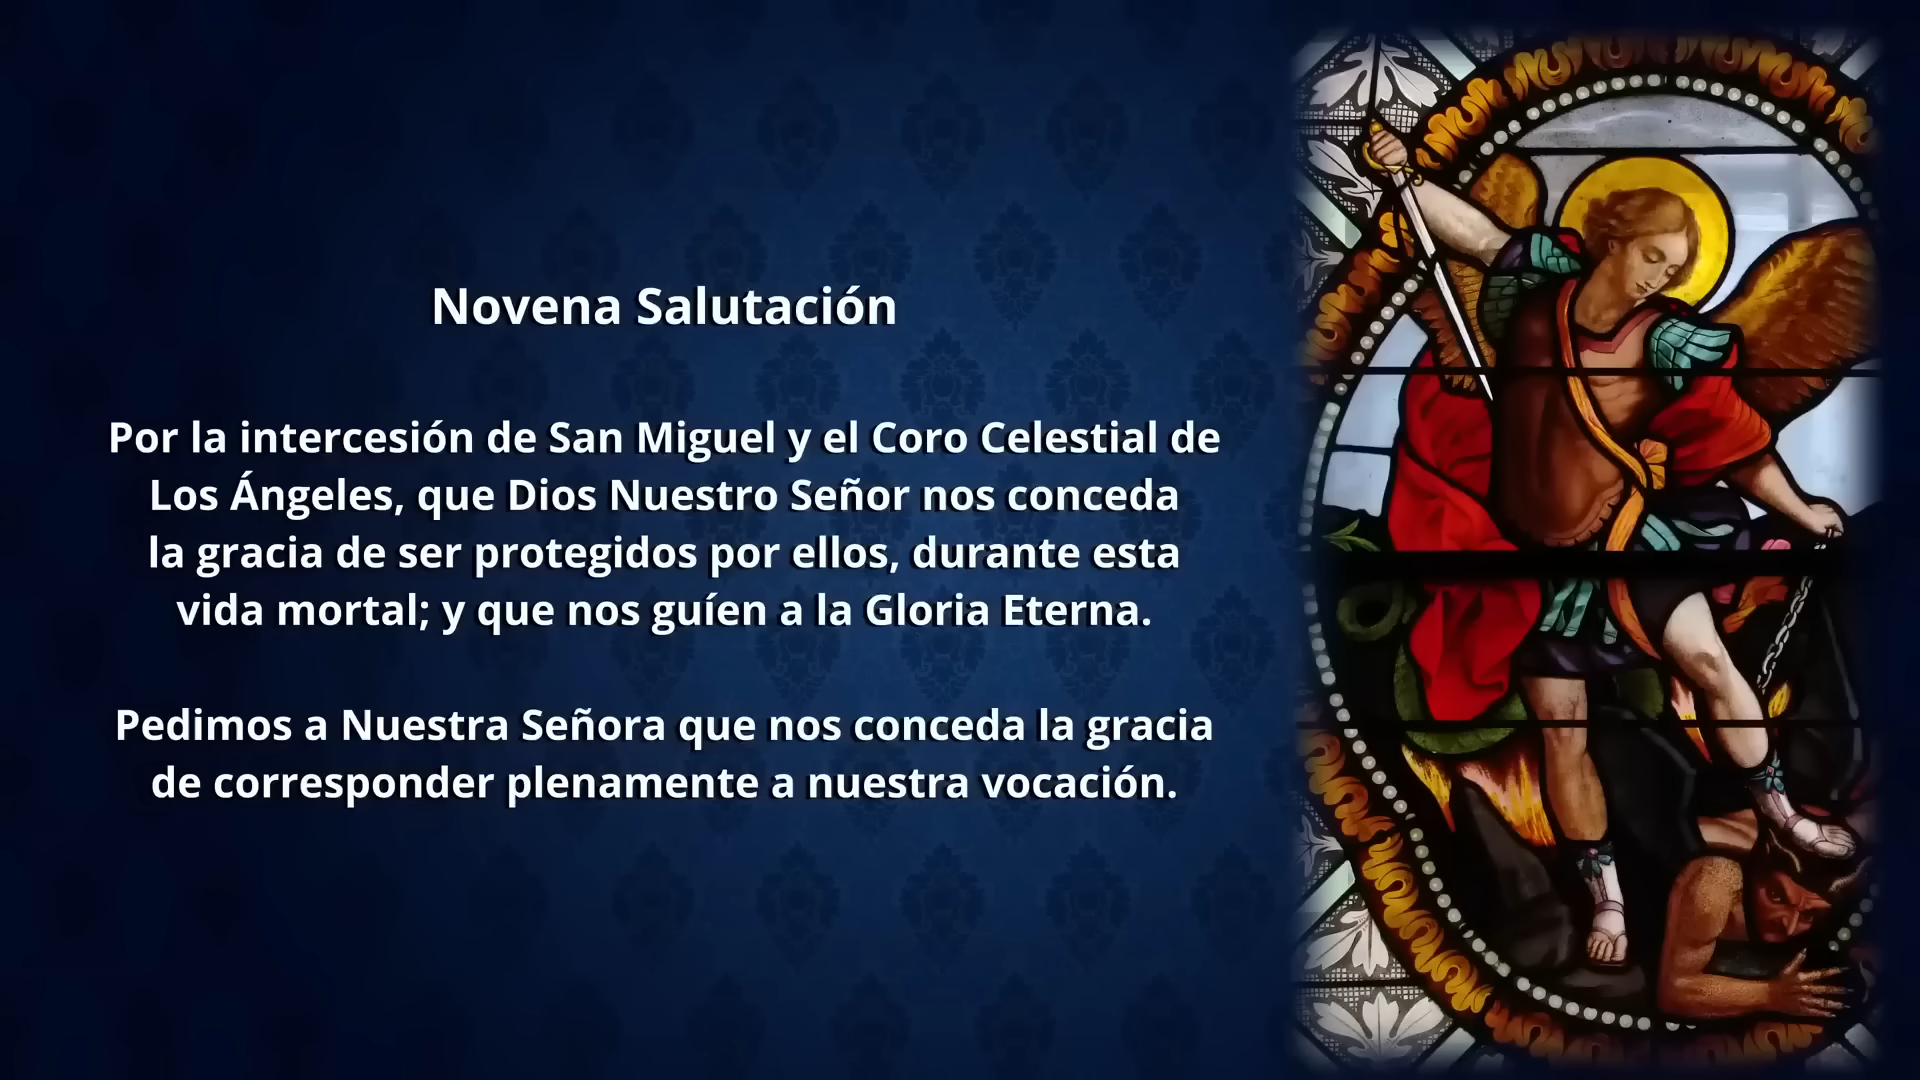 Novena Salutación
Por la intercesión de San Miguel y el Coro Celestial de
Los Ángeles, que Dios Nuestro Señor nos conceda
la gracia de ser protegidos por ellos, durante esta
vida mortal; y que nos guíen a la Gloria Eterna.
Pedimos a Nuestra Señora que nos conceda la gracia
de corresponder plenamente a nuestra vocación.